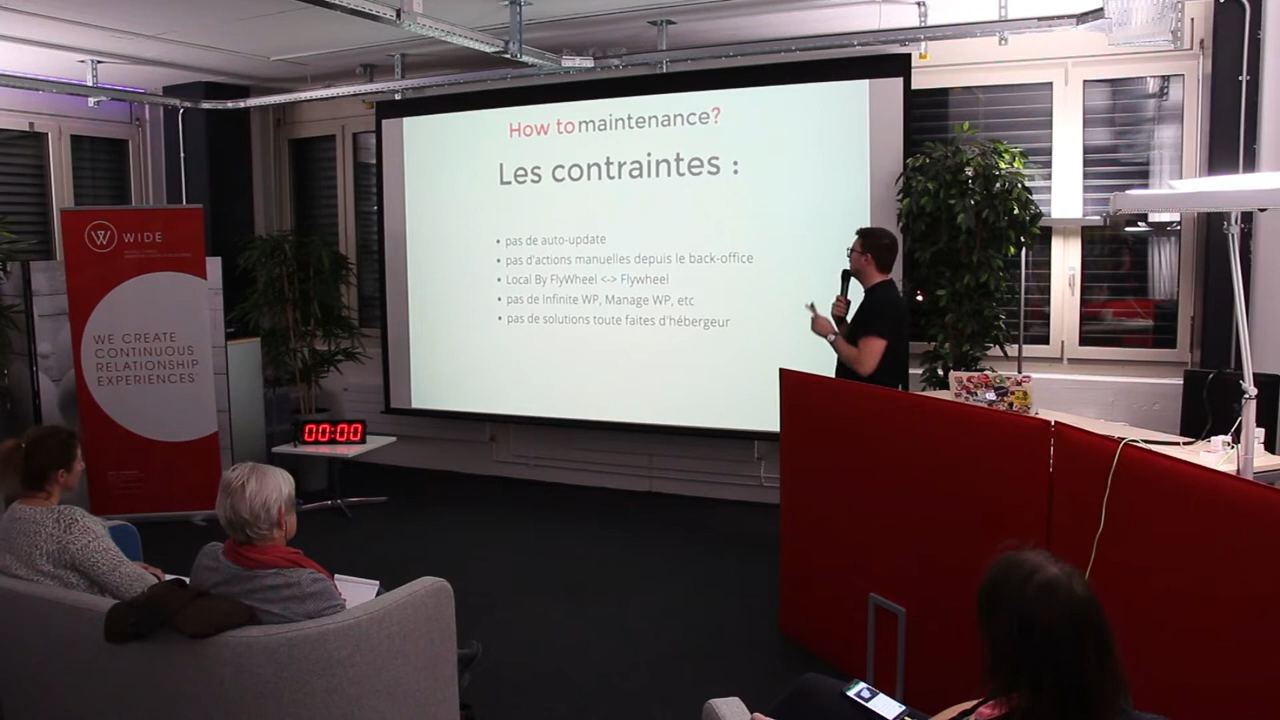 How to maintenance?
Les contraintes :
• pas de auto-update
• pas d'actions manuelles depuis le back-office
• Local By FlyWheel <-> Flywheel
• pas de Infinite WP, Manage WP, etc
• pas de solutions toute faites d'hébergeur
W WIDE
WE CREATE
CONTINUOUS
RELATIONSHIP
EXPERIENCES
00:00